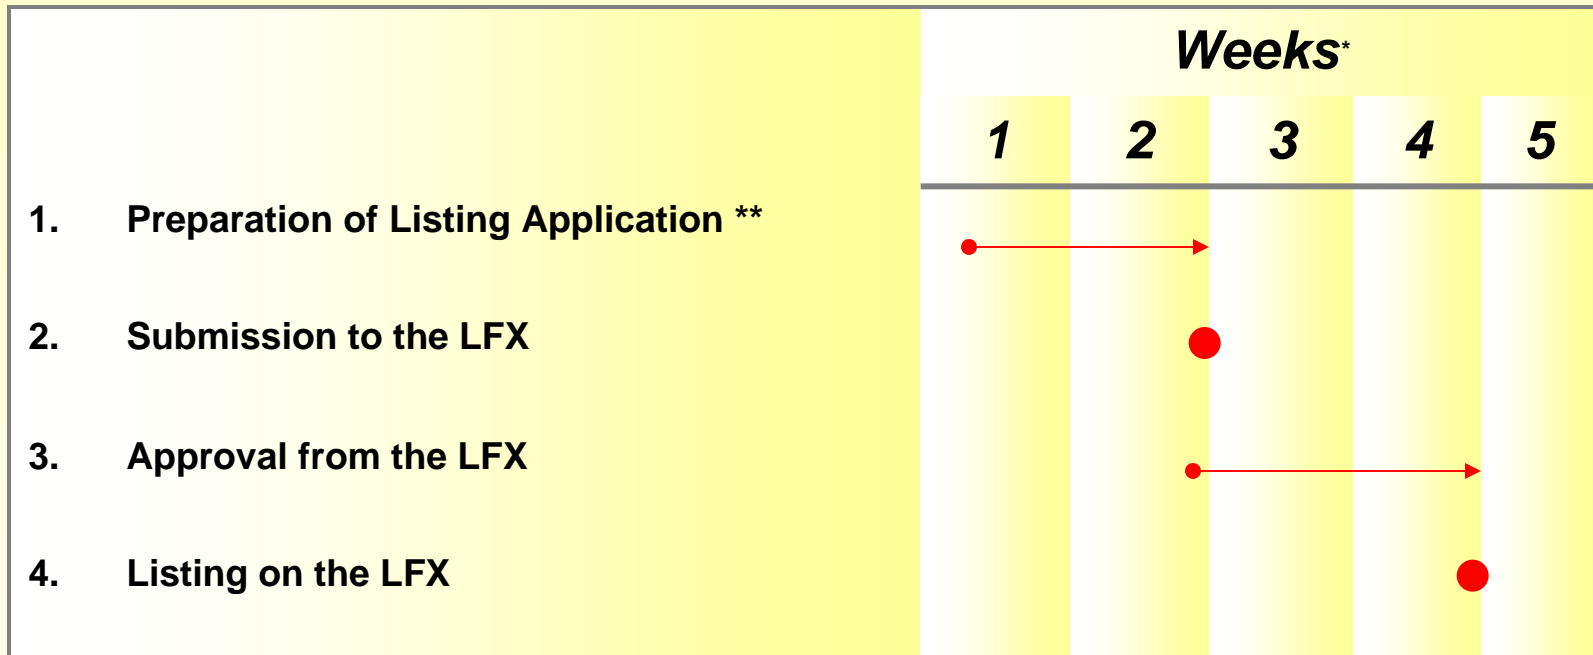 Weeks*
1 2 3 4 5
1. Preparation of Listing Application **
2. Submission to the LFX
3. Approval from the LFX
4. Listing on the LFX